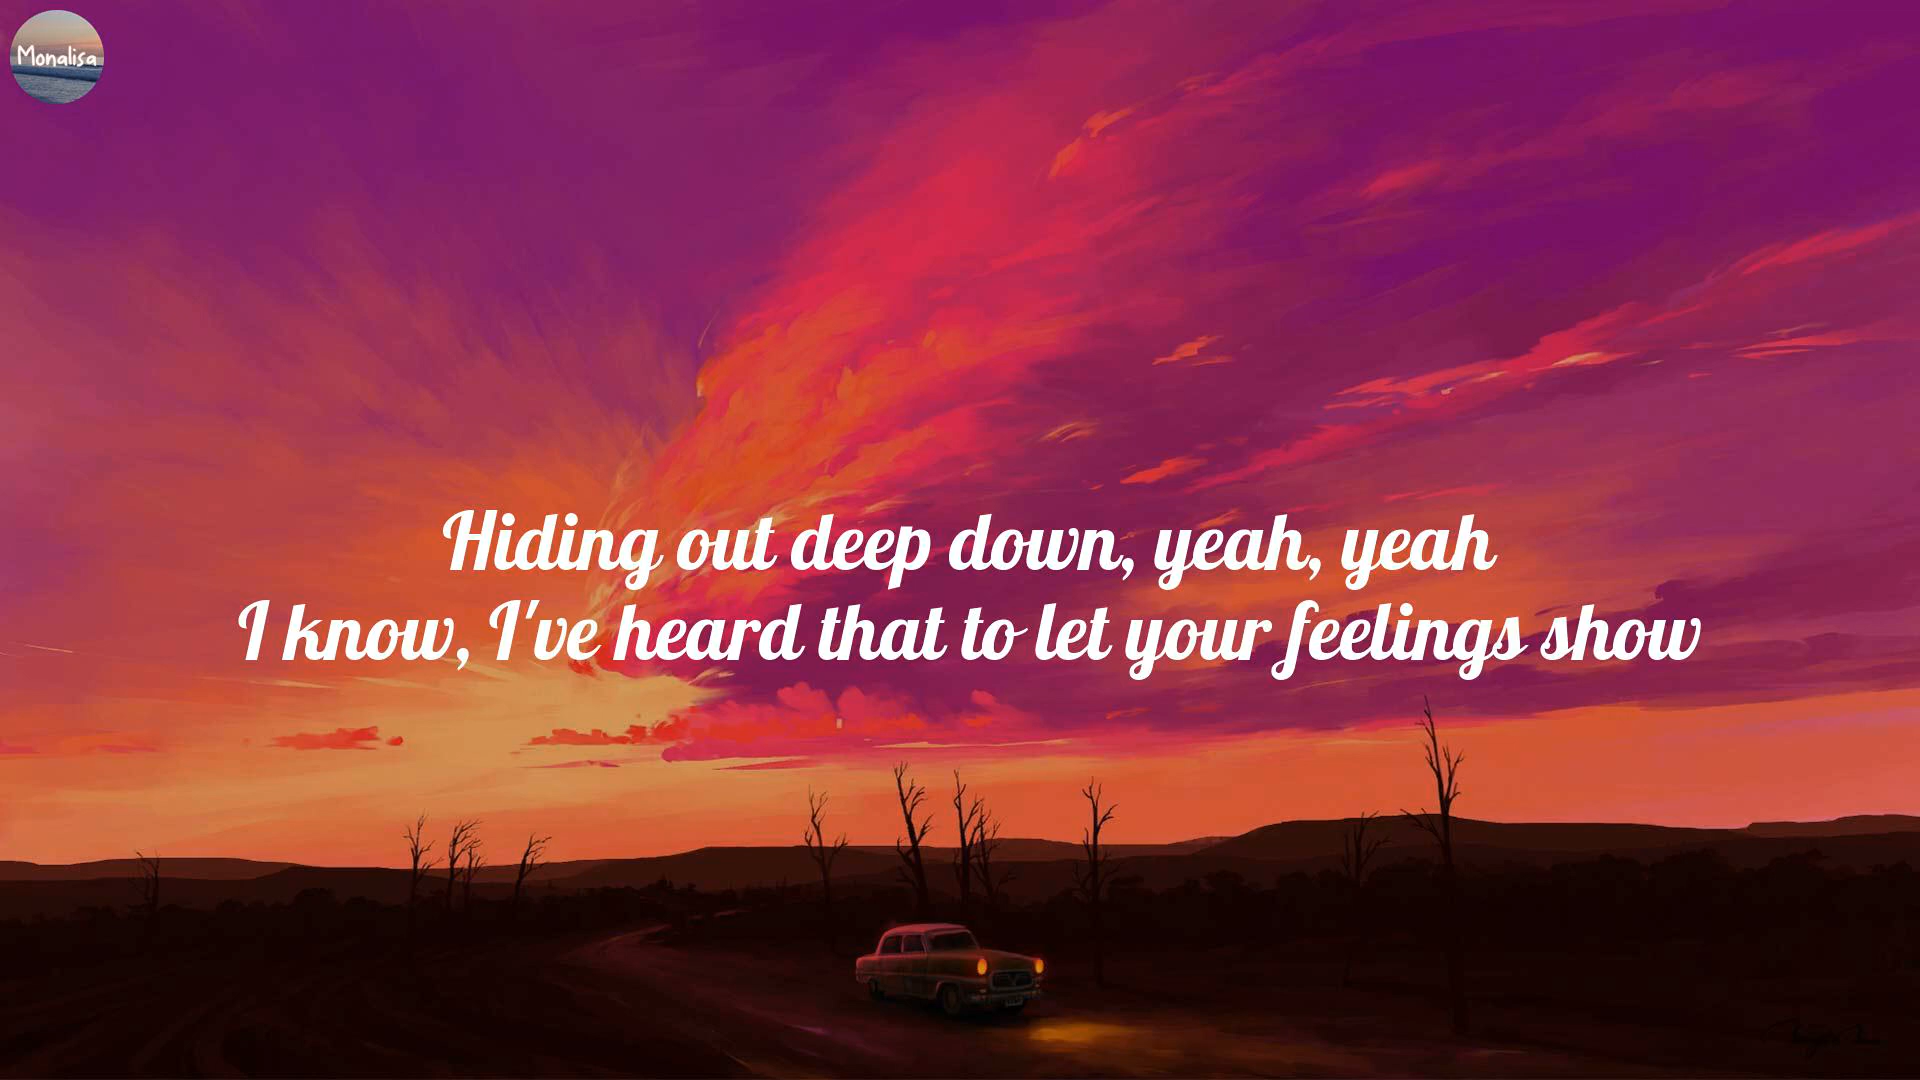 Monalisa
Hiding out deep down, yeah, yeah
I know, I've heard that to let your feelings show